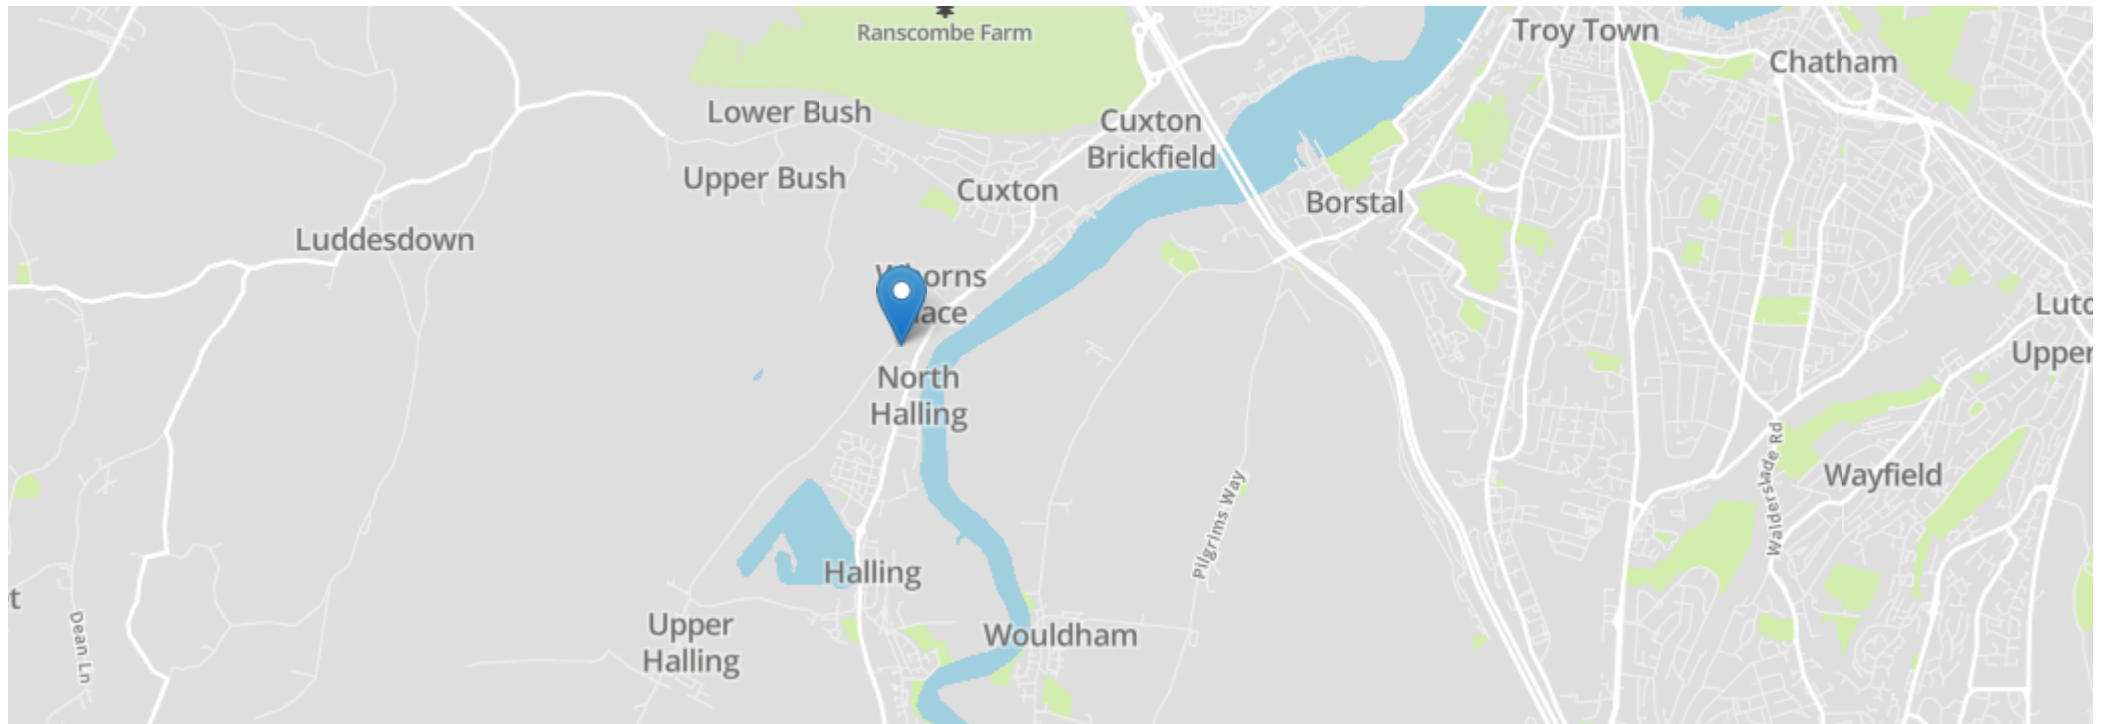 Ranscombe Farm
Troy Town
Chatham
Lower Bush
Cuxton
Brickfield
Upper Bush
Cuxton
Borstal
Luddesdown
North
Halling
Upper
Wayfield
Walderslade Rd
Pilgrims Way
Halling
Dean Ln
Upper
Halling
Wouldham